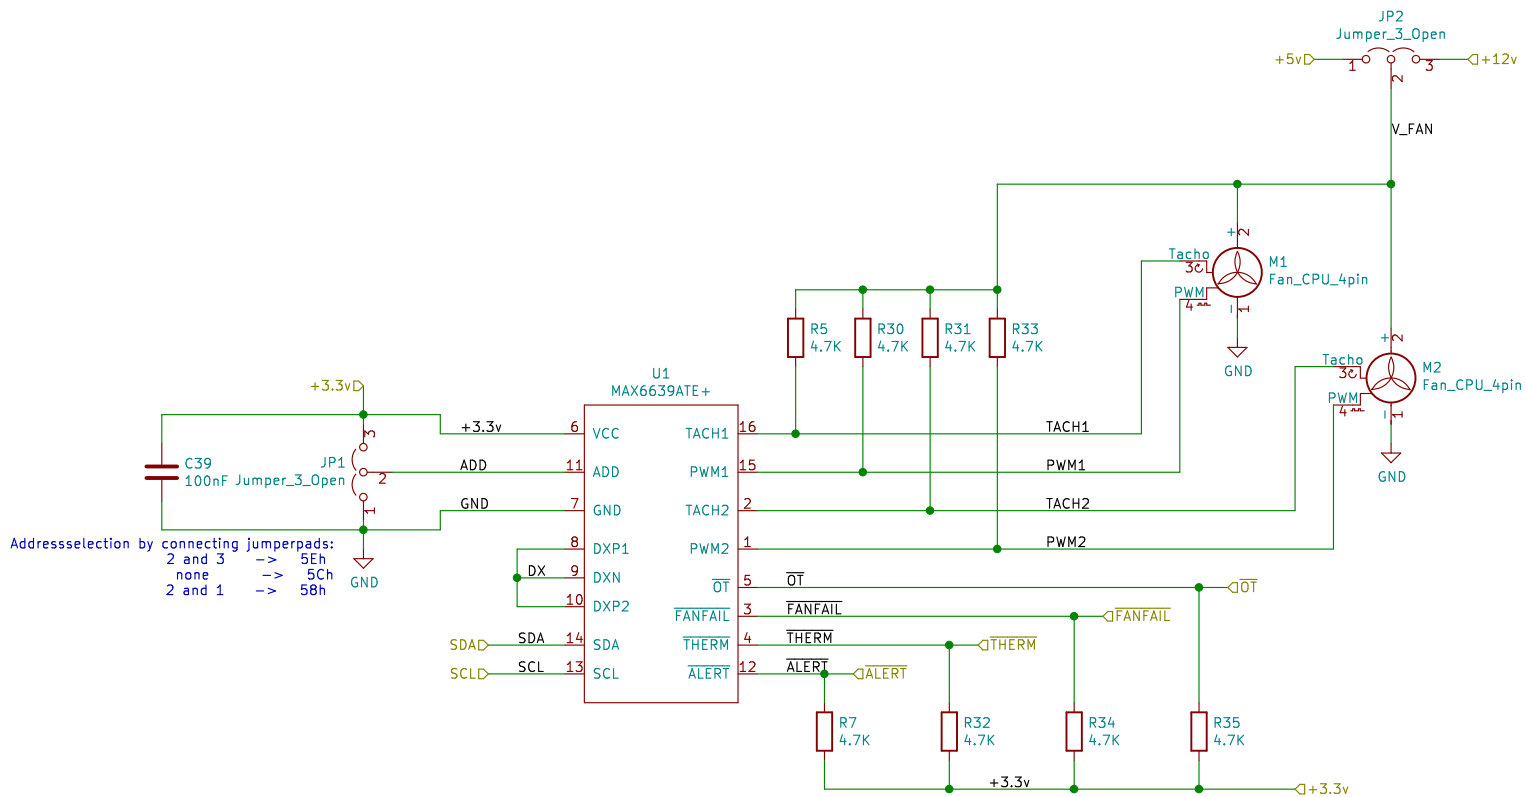 JP2
Jumper_3_Open
+5v
1
2
3
+12v
V_FAN
+
2
Tacho
3
M1
Fan_CPU_4pin
PWM
4
-
1
GND
+
2
Tacho
3
M2
Fan_CPU_4pin
PWM
4
-
1
GND
R5
4.7K
R30
4.7K
R31
4.7K
R33
4.7K
U1
MAX6639ATE+
+3.3v
3
JP1
Jumper_3_Open
2
1
C39
100nF
GND
+3.3v
6
VCC
ADD
11
ADD
GND
7
GND
8
DXP1
DX
9
DXN
10
DXP2
SDA
SDA
14
SDA
SCL
SCL
13
SCL
TACH1
16
TACH1
PWM1
15
PWM1
TACH2
2
TACH2
PWM2
1
PWM2
OT
5
OT
OT
FANFAIL
3
FANFAIL
FANFAIL
THERM
4
THERM
THERM
ALERT
12
ALERT
ALERT
Addressselection by connecting jumperpads:
2 and 3 -> 5Eh
none -> 5Ch
2 and 1 -> 58h
R7
4.7K
R32
4.7K
R34
4.7K
R35
4.7K
+3.3v
+3.3v